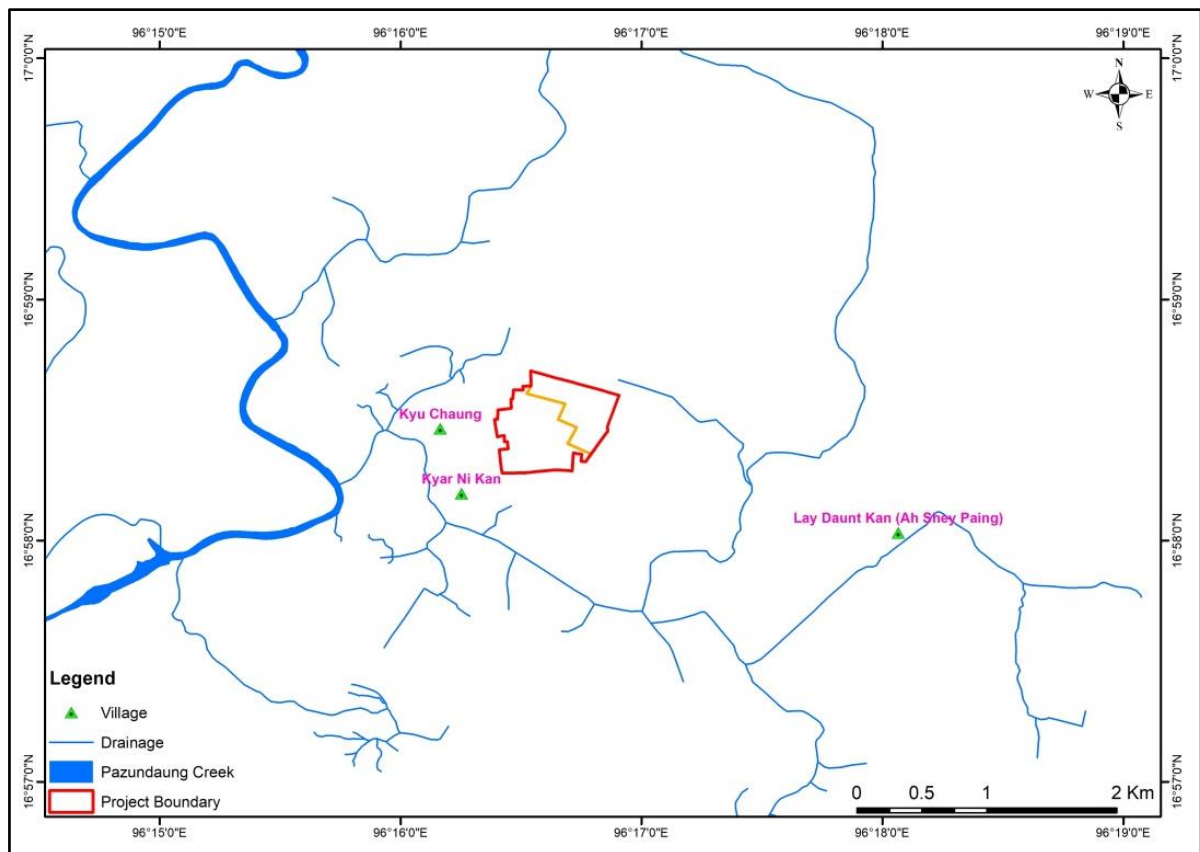 96°15'0"E 96°16'0"E 96°17'0"E 96°18'0"E 96°19'0"E
17°0'0"N 17°0'0"N
N
W E
S
16°59'0"N 16°59'0"N
Kyu Chaung
Kyar Ni Kan
Lay Daunt Kan (Ah Shey Paing)
16°58'0"N 16°58'0"N
Legend
Village
Drainage
Pazundaung Creek
Project Boundary
16°57'0"N 16°57'0"N
0 0.5 1 2 Km
96°15'0"E 96°16'0"E 96°17'0"E 96°18'0"E 96°19'0"E